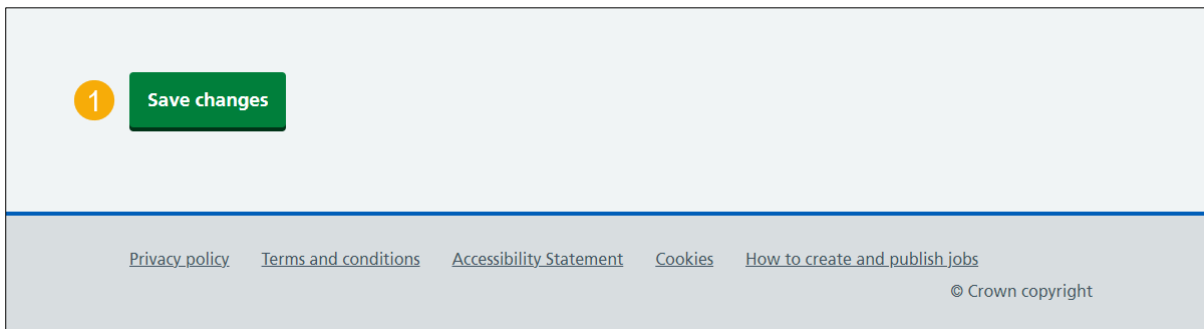 1 Save changes
Privacy policy Terms and conditions Accessibility Statement Cookies How to create and publish jobs
© Crown copyright